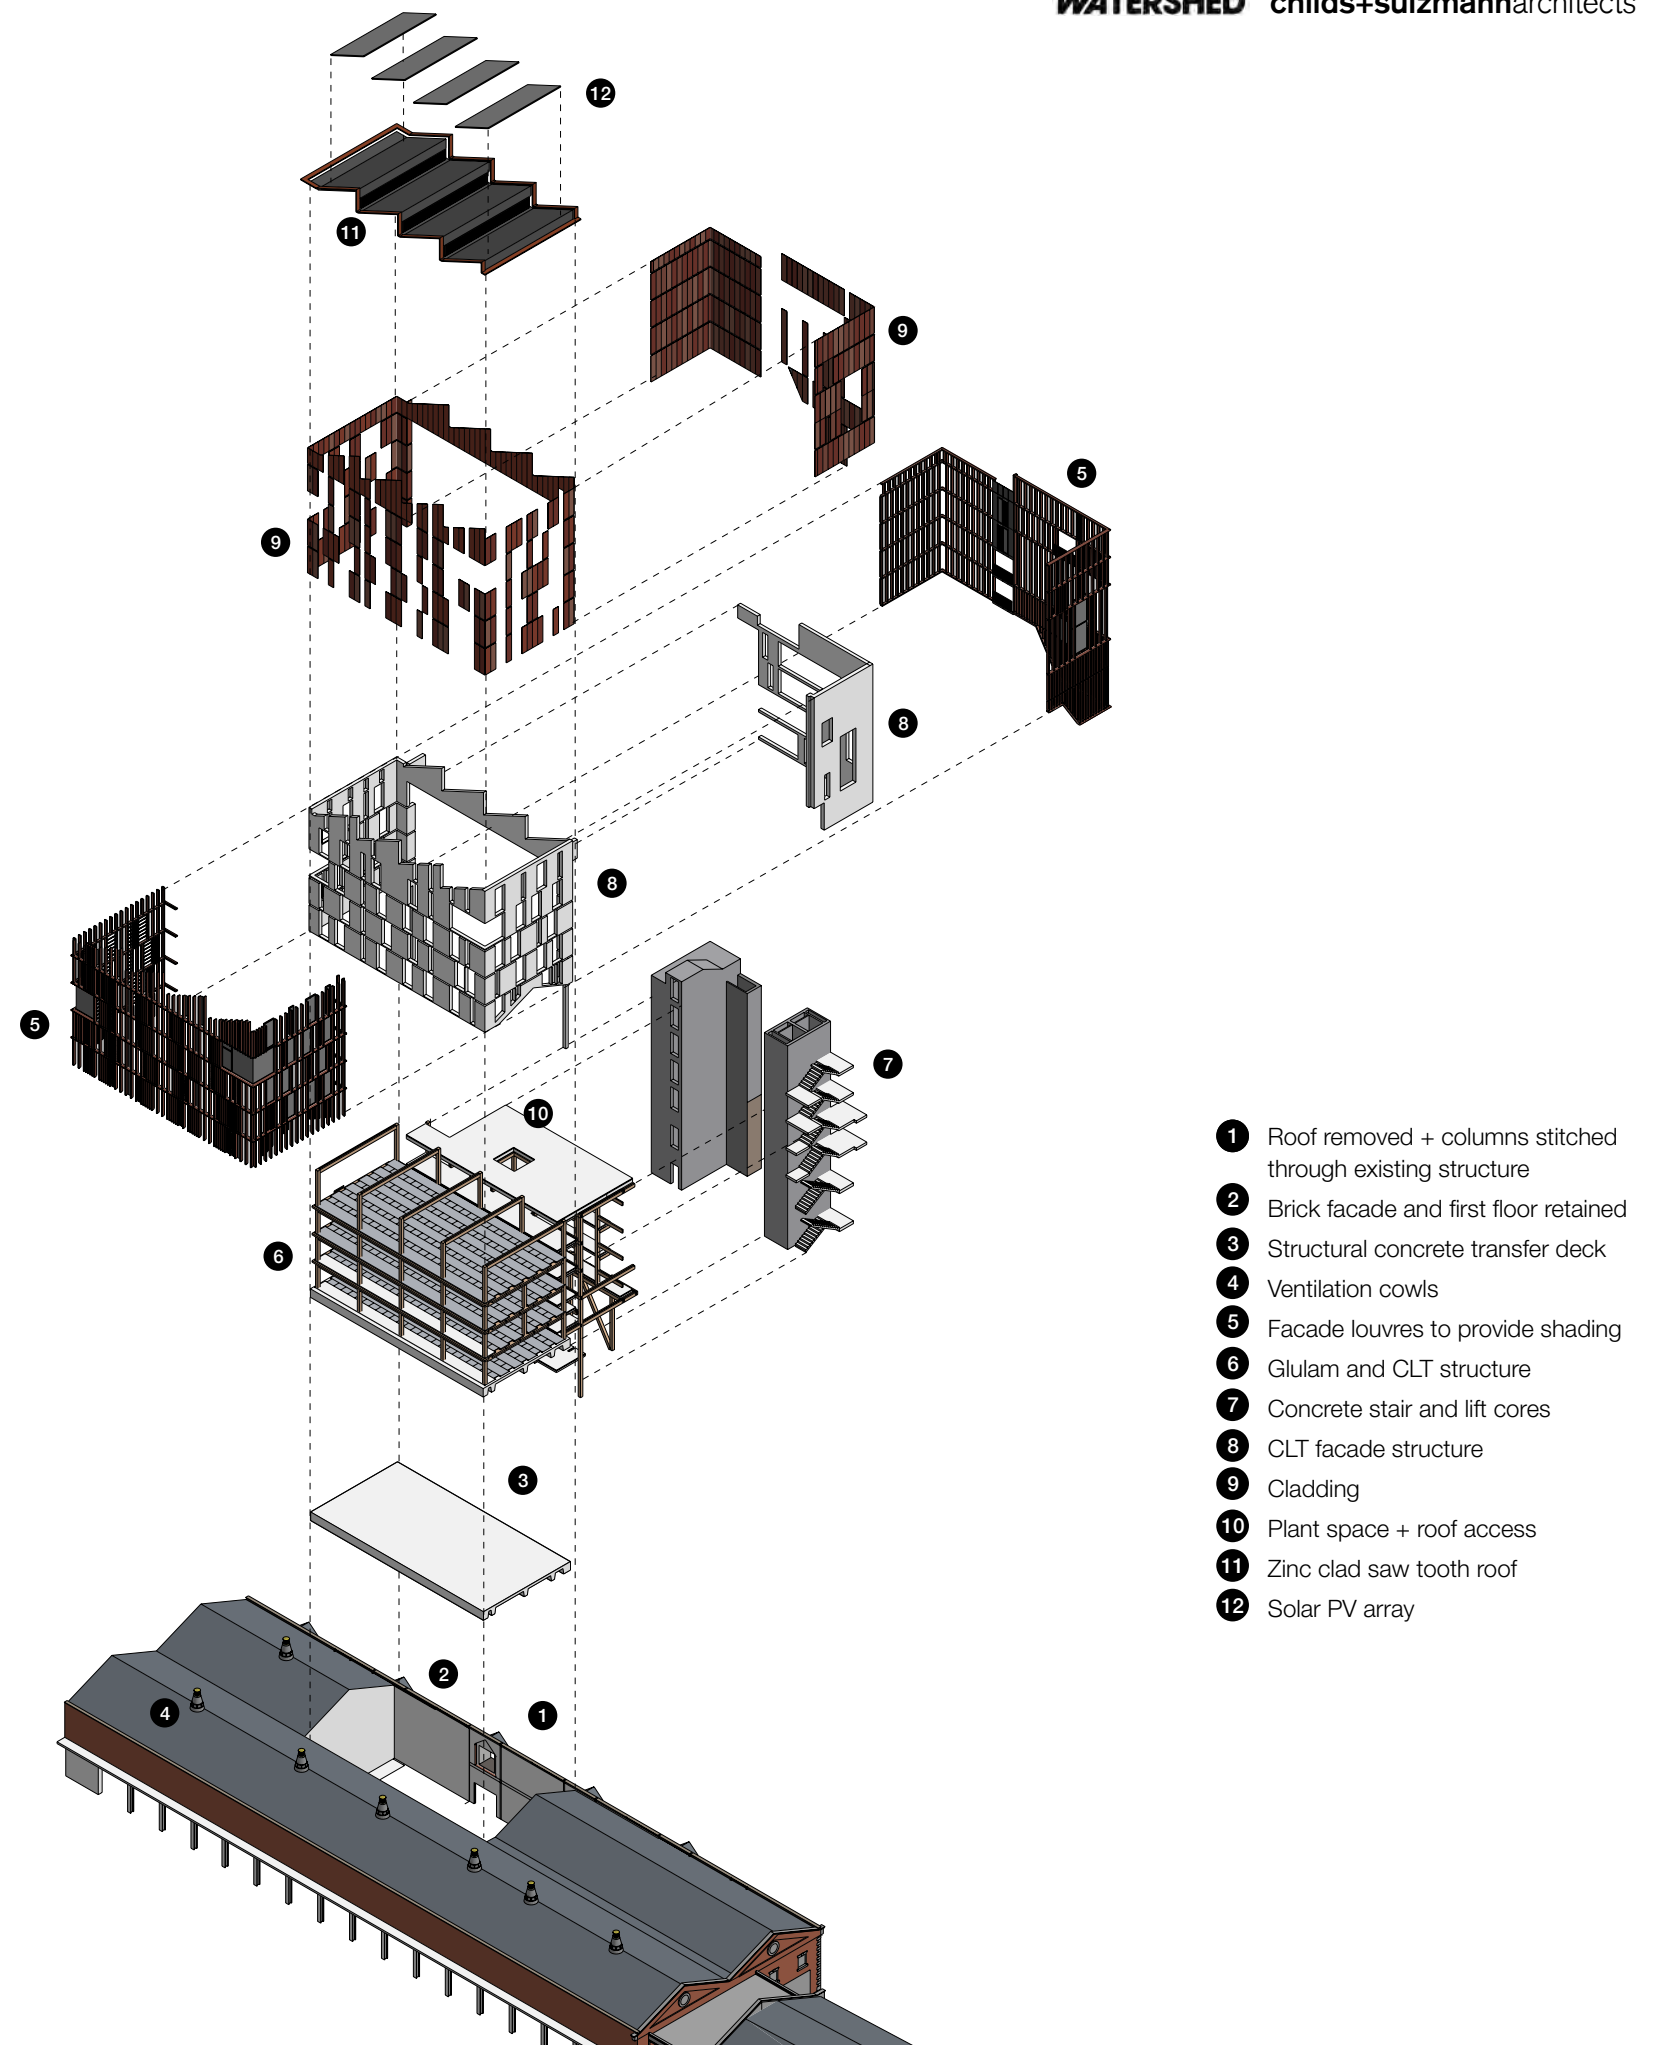 WATERSHED childs+sulzmannarchitects
12
11
9
5
9
8
8
5
7
10
6
3
2
1
4
1 Roof removed + columns stitched
through existing structure
2 Brick facade and first floor retained
3 Structural concrete transfer deck
4 Ventilation cowls
5 Facade louvres to provide shading
6 Glulam and CLT structure
7 Concrete stair and lift cores
8 CLT facade structure
9 Cladding
10 Plant space + roof access
11 Zinc clad saw tooth roof
12 Solar PV array